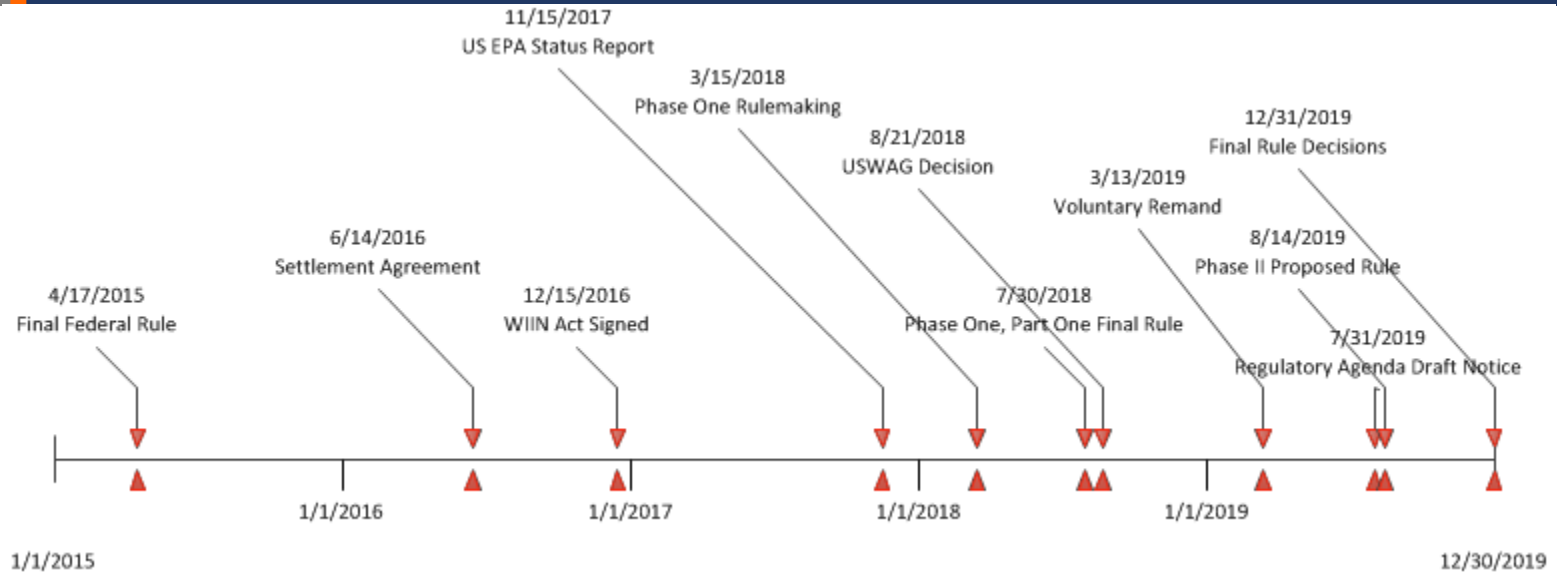 11/15/2017
US EPA Status Report
3/15/2018
Phase One Rulemaking
8/21/2018
USWAG Decision
12/31/2019
Final Rule Decisions
3/13/2019
Voluntary Remand
6/14/2016
Settlement Agreement
8/14/2019
Phase II Proposed Rule
4/17/2015
Final Federal Rule
12/15/2016
WIIN Act Signed
7/30/2018
Phase One, Part One Final Rule
7/31/2019
Regulatory Agenda Draft Notice
1/1/2016
1/1/2017
1/1/2018
1/1/2019
1/1/2015
12/30/2019